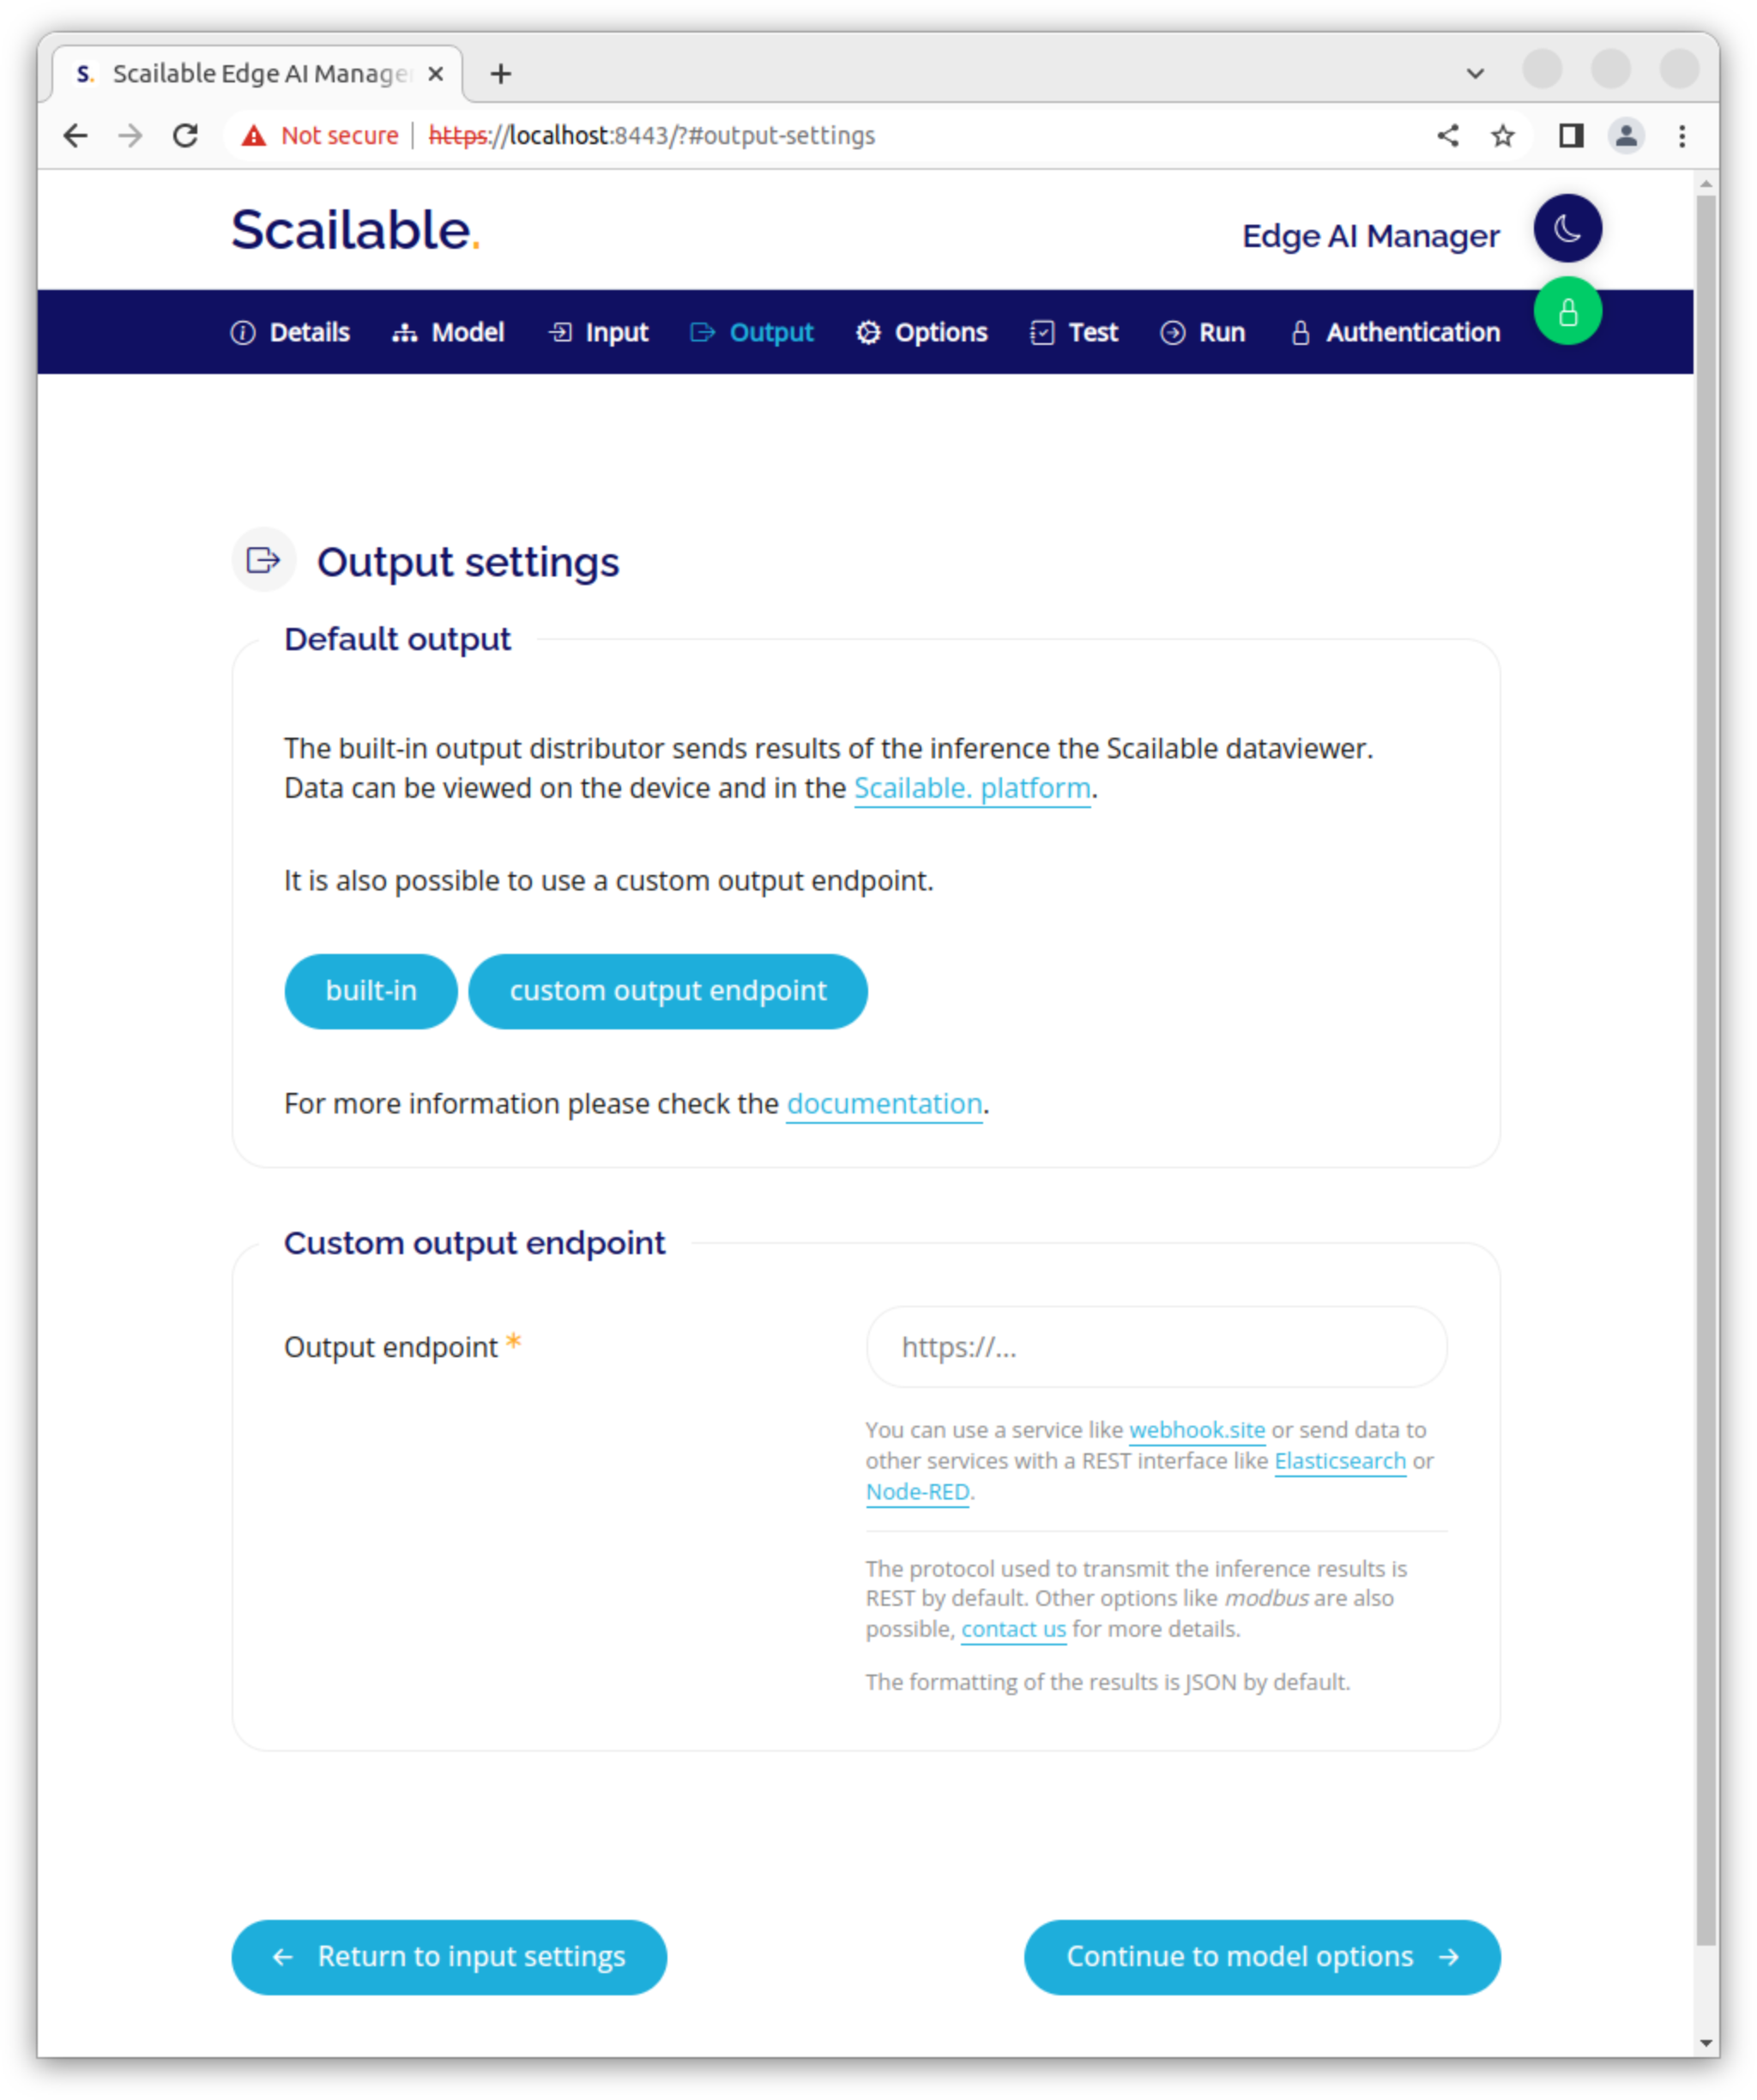 S. Scailable Edge AI Manage
Not secure https://localhost:8443/?#output-settings
Scailable.
Edge AI Manager
Details Model Input Output Options Test Run Authentication
Output settings
Default output
The built-in output distributor sends results of the inference the Scailable dataviewer.
Data can be viewed on the device and in the Scailable. platform.
It is also possible to use a custom output endpoint.
built-in custom output endpoint
For more information please check the documentation.
Custom output endpoint
Output endpoint *
https://...
You can use a service like webhook.site or send data to
other services with a REST interface like Elasticsearch or
Node-RED.
The protocol used to transmit the inference results is
REST by default. Other options like modbus are also
possible, contact us for more details.
The formatting of the results is JSON by default.
← Return to input settings
Continue to model options →